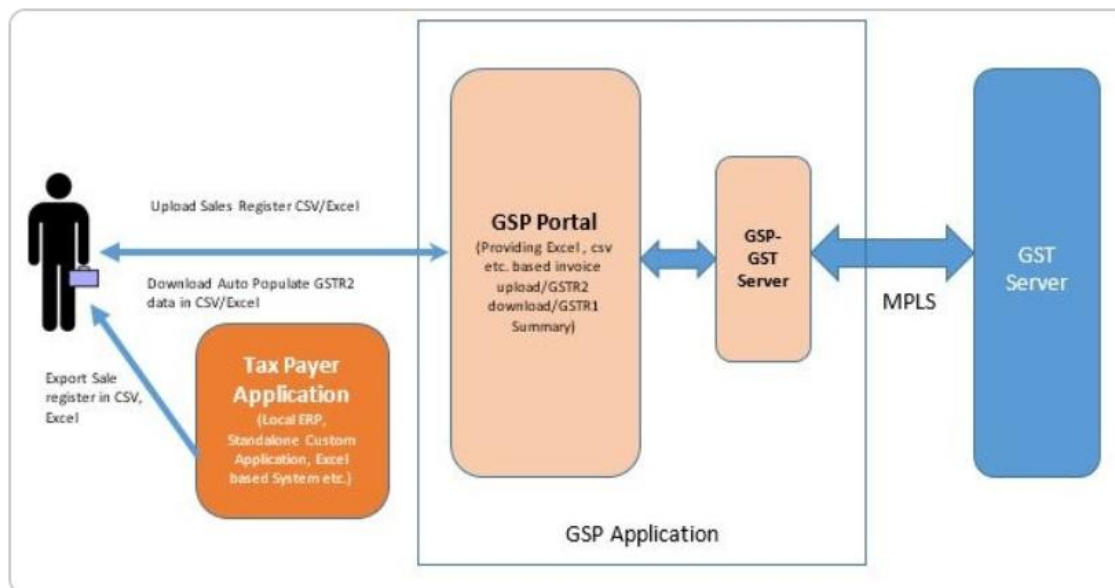 Upload Sales Register CSV/Excel
Download Auto Populate GSTR2
data in CSV/Excel
Export Sale
register in CSV,
Excel
Tax Payer
Application
(Local ERP,
Standalone Custom
Application, Excel
based System etc.)
GSP Portal
(Providing Excel , csv
etc. based invoice
upload/GSTR2
download/GSTR1
Summary)
GSP-
GST
Server
MPLS
GST
Server
GSP Application